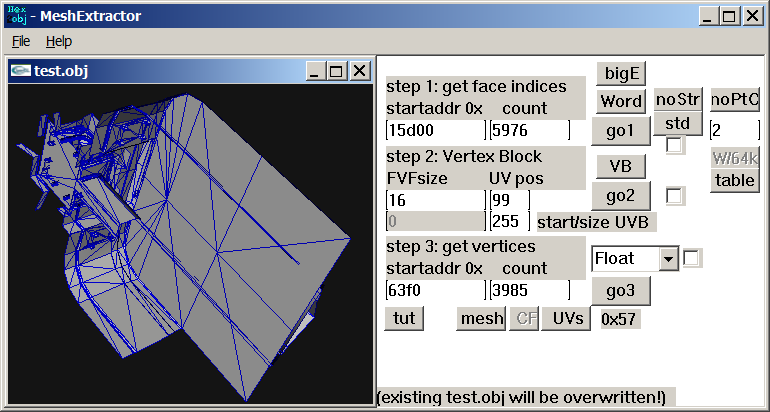 Hex
obj
- MeshExtractor
File Help
test.obj
step 1: get face indices
startaddr 0x count
15d00 5976
bigE
Word
go1
noStr
std
noPtC
2
step 2: Vertex Block
FVFsize UV pos
16 99
0 255 start/size UVB
VB
go2
W/64k
table
step 3: get vertices
startaddr 0x count
63f0 3985
Float
go3
tut mesh CF UVs 0x57
(existing test.obj will be overwritten!)